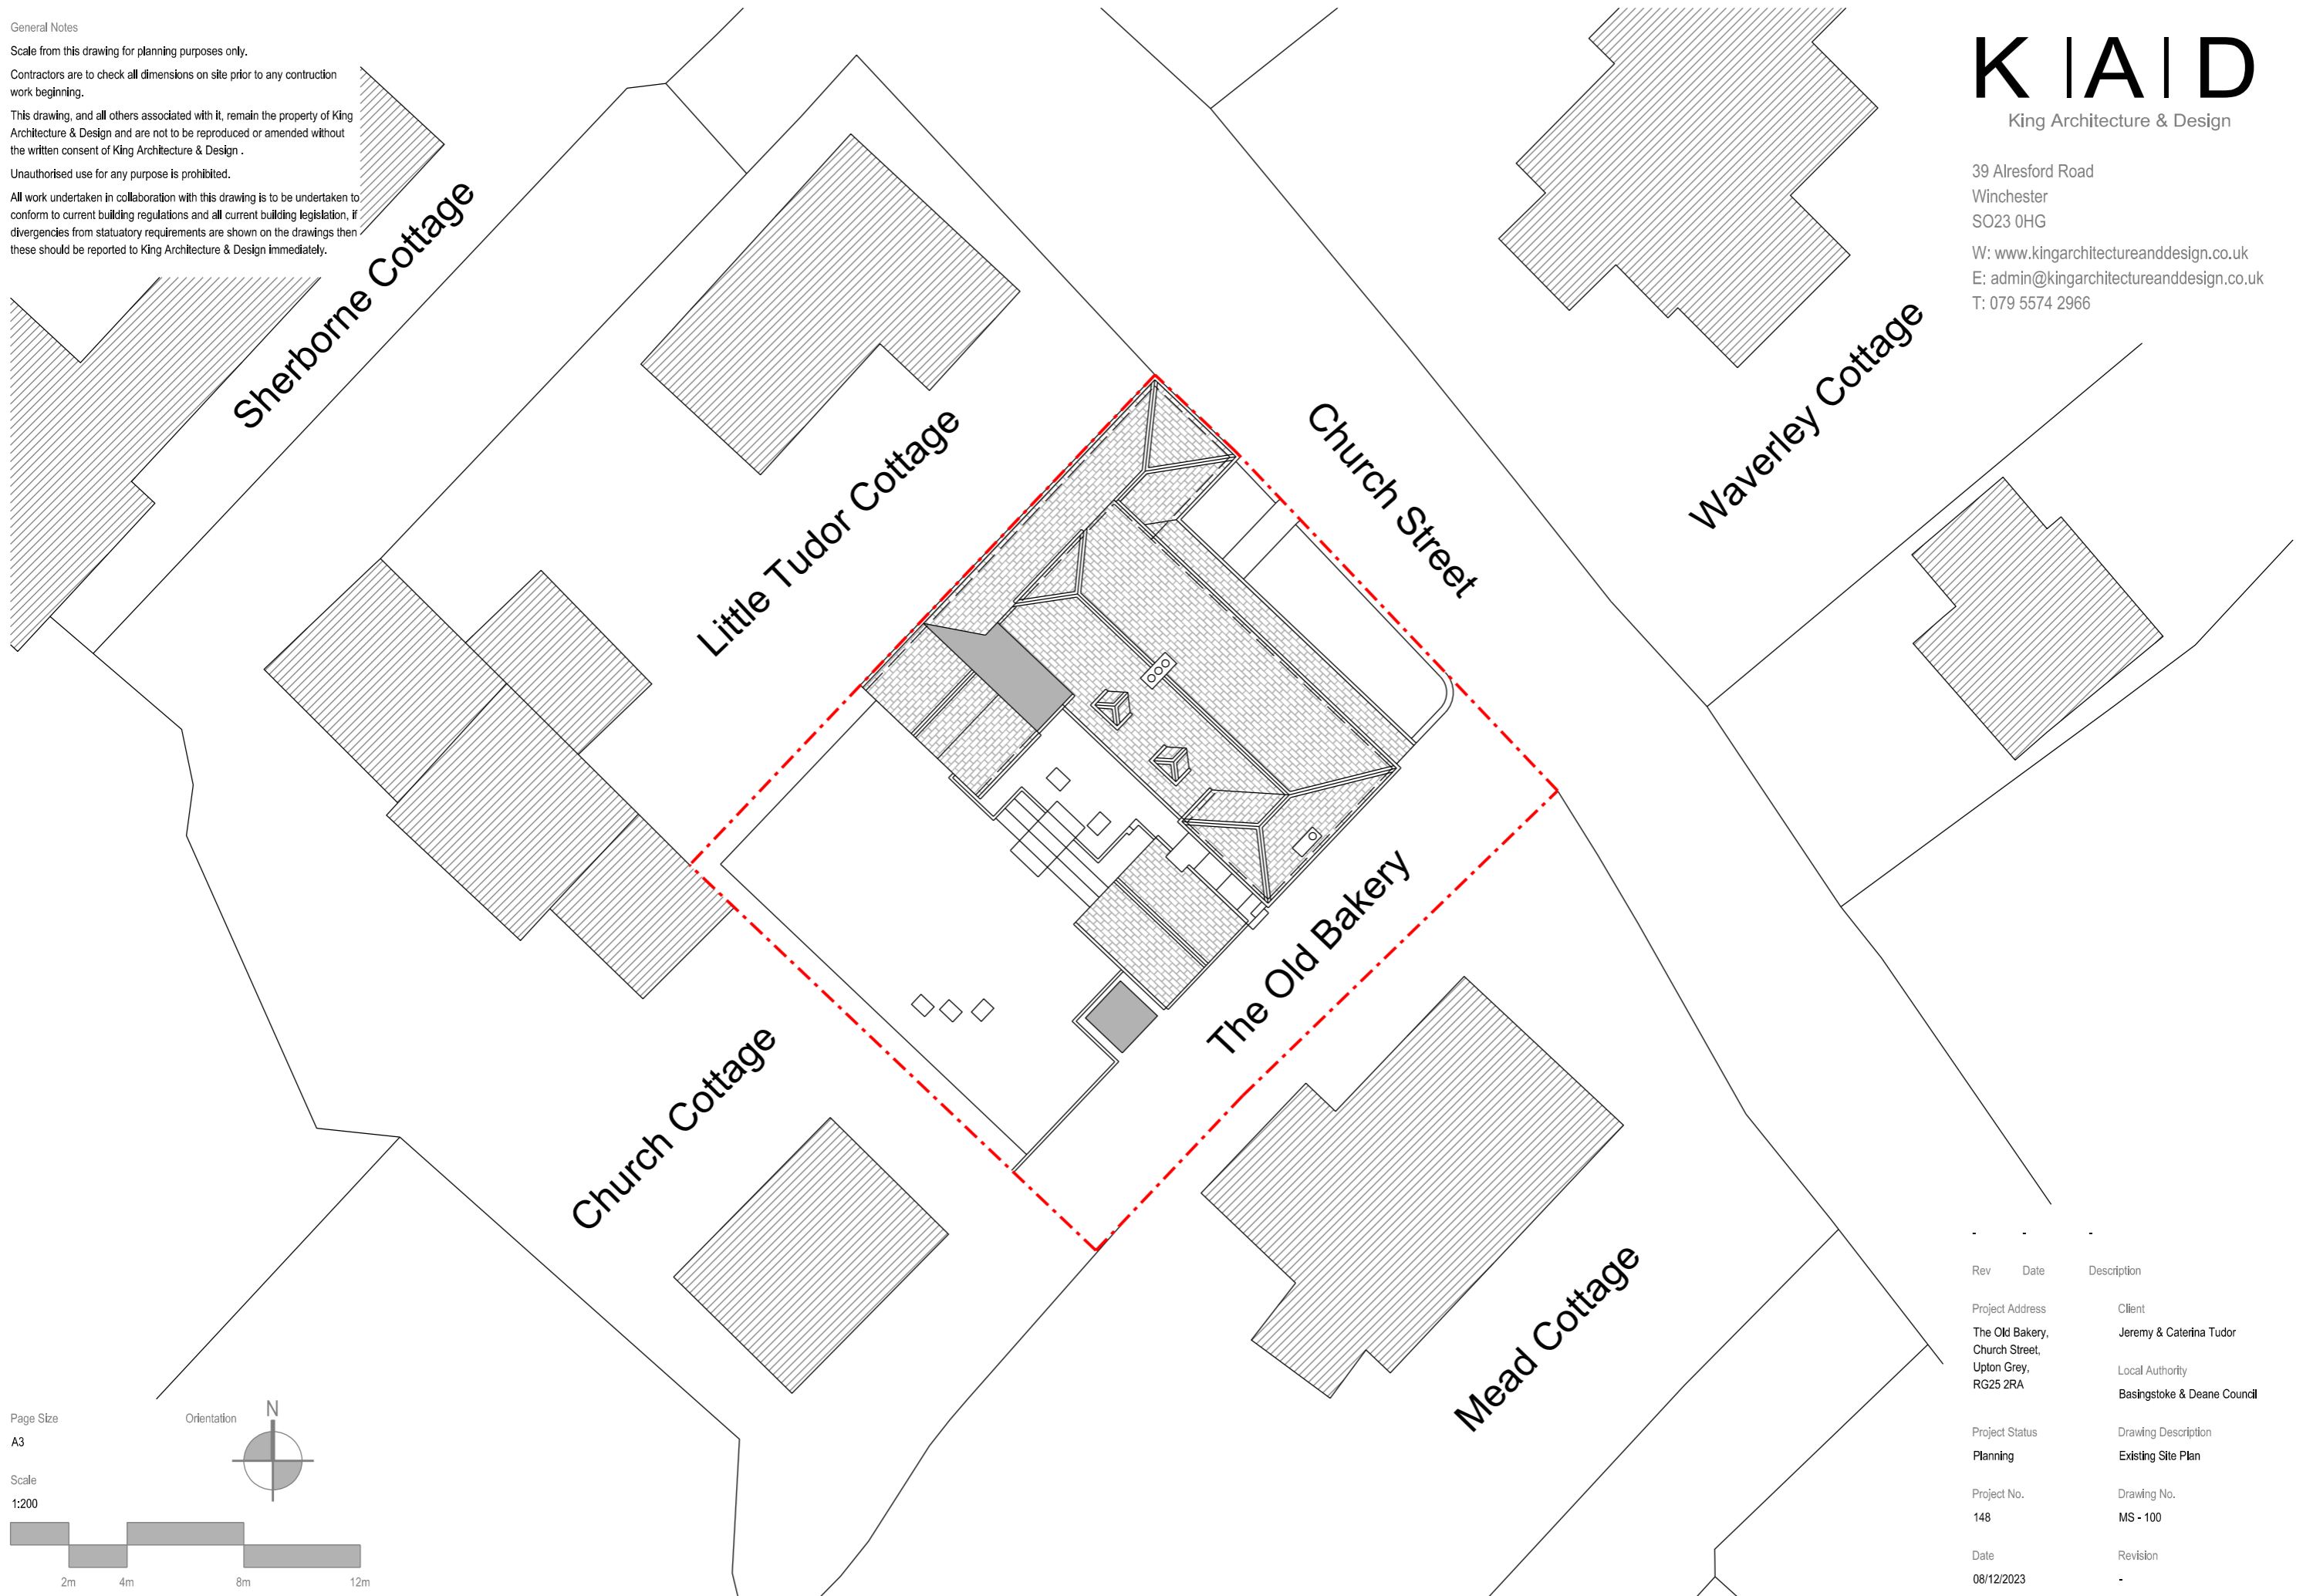 General Notes
Scale from this drawing for planning purposes only.
Contractors are to check all dimensions on site prior to any contruction
work beginning.
This drawing, and all others associated with it, remain the property of King
Architecture & Design and are not to be reproduced or amended without
the written consent of King Architecture & Design .
Unauthorised use for any purpose is prohibited.
All work undertaken in collaboration with this drawing is to be undertaken to
conform to current building regulations and all current building legislation, if
divergencies from statuatory requirements are shown on the drawings then
these should be reported to King Architecture & Design immediately.
K | A | D
King Architecture & Design
39 Alresford Road
Winchester
SO23 0HG
W: www.kingarchitectureanddesign.co.uk
E: admin@kingarchitectureanddesign.co.uk
T: 079 5574 2966
Sherborne Cottage
Little Tudor Cottage
Church Street
Waverley Cottage
The Old Bakery
Church Cottage
Mead Cottage
- - -
Rev Date Description
Project Address
The Old Bakery,
Church Street,
Upton Grey,
RG25 2RA
Client
Jeremy & Caterina Tudor
Local Authority
Basingstoke & Deane Council
Project Status
Planning
Drawing Description
Existing Site Plan
Project No.
148
Drawing No.
MS - 100
Date
08/12/2023
Revision
-
Page Size
A3
Orientation
N
Scale
1:200
2m 4m 8m 12m